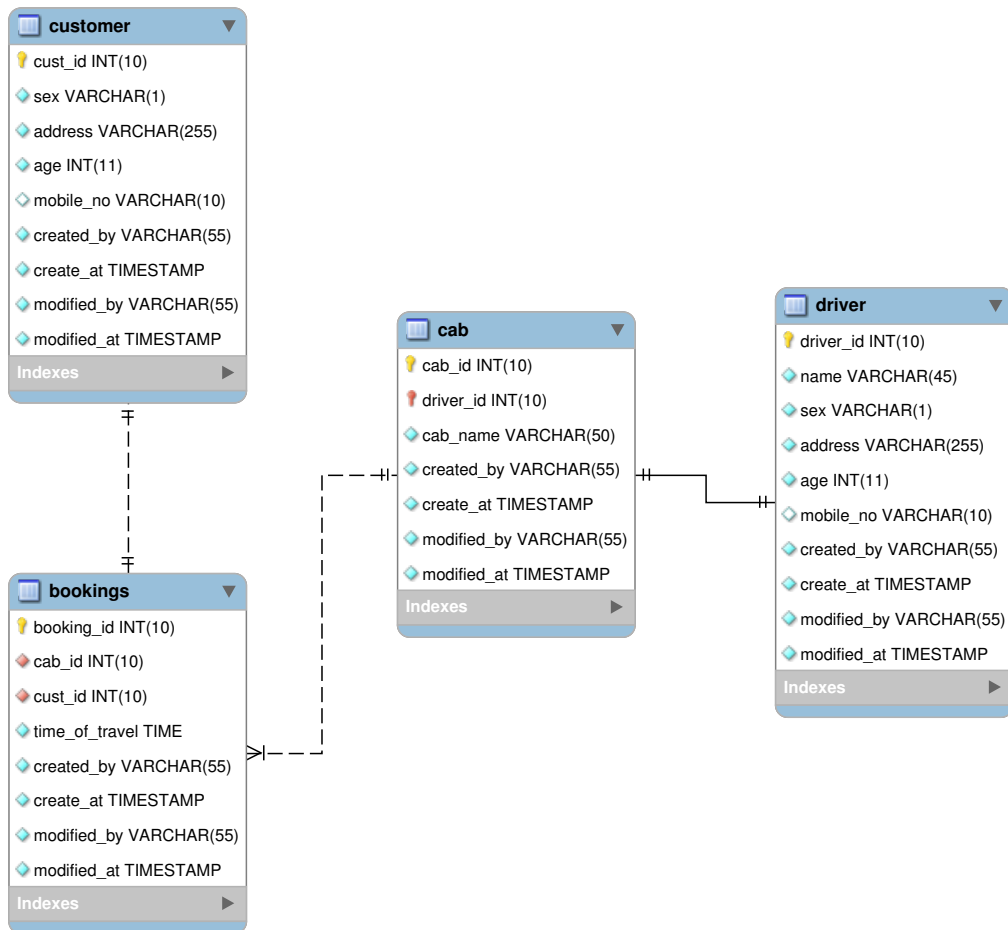 customer
cust_id INT(10)
sex VARCHAR(1)
address VARCHAR(255)
age INT(11)
mobile_no VARCHAR(10)
created_by VARCHAR(55)
create_at TIMESTAMP
modified_by VARCHAR(55)
modified_at TIMESTAMP
Indexes
bookings
booking_id INT(10)
cab_id INT(10)
cust_id INT(10)
time_of_travel TIME
created_by VARCHAR(55)
create_at TIMESTAMP
modified_by VARCHAR(55)
modified_at TIMESTAMP
Indexes
cab
cab_id INT(10)
driver_id INT(10)
cab_name VARCHAR(50)
created_by VARCHAR(55)
create_at TIMESTAMP
modified_by VARCHAR(55)
modified_at TIMESTAMP
Indexes
driver
driver_id INT(10)
name VARCHAR(45)
sex VARCHAR(1)
address VARCHAR(255)
age INT(11)
mobile_no VARCHAR(10)
created_by VARCHAR(55)
create_at TIMESTAMP
modified_by VARCHAR(55)
modified_at TIMESTAMP
Indexes